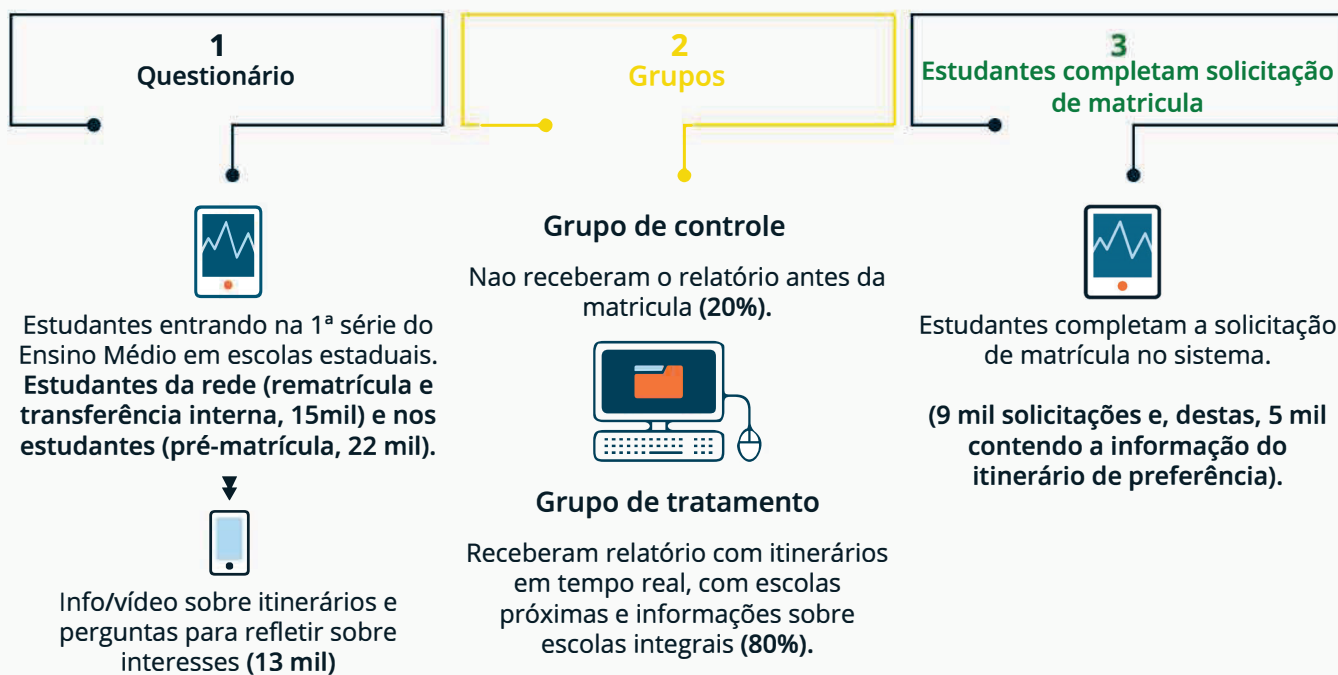 1
Questionário
Estudantes entrando na 1ª série do
Ensino Médio em escolas estaduais.
Estudantes da rede (rematrícula e
transferência interna, 15mil) e nos
estudantes (pré-matrícula, 22 mil).
Info/vídeo sobre itinerários e
perguntas para refletir sobre
interesses (13 mil)
2
Grupos
Grupo de controle
Nao receberam o relatório antes da
matricula (20%).
Grupo de tratamento
Receberam relatório com itinerários
em tempo real, com escolas
próximas e informações sobre
escolas integrais (80%).
3
Estudantes completam solicitação
de matricula
Estudantes completam a solicitação
de matrícula no sistema.
(9 mil solicitações e, destas, 5 mil
contendo a informação do
itinerário de preferência).